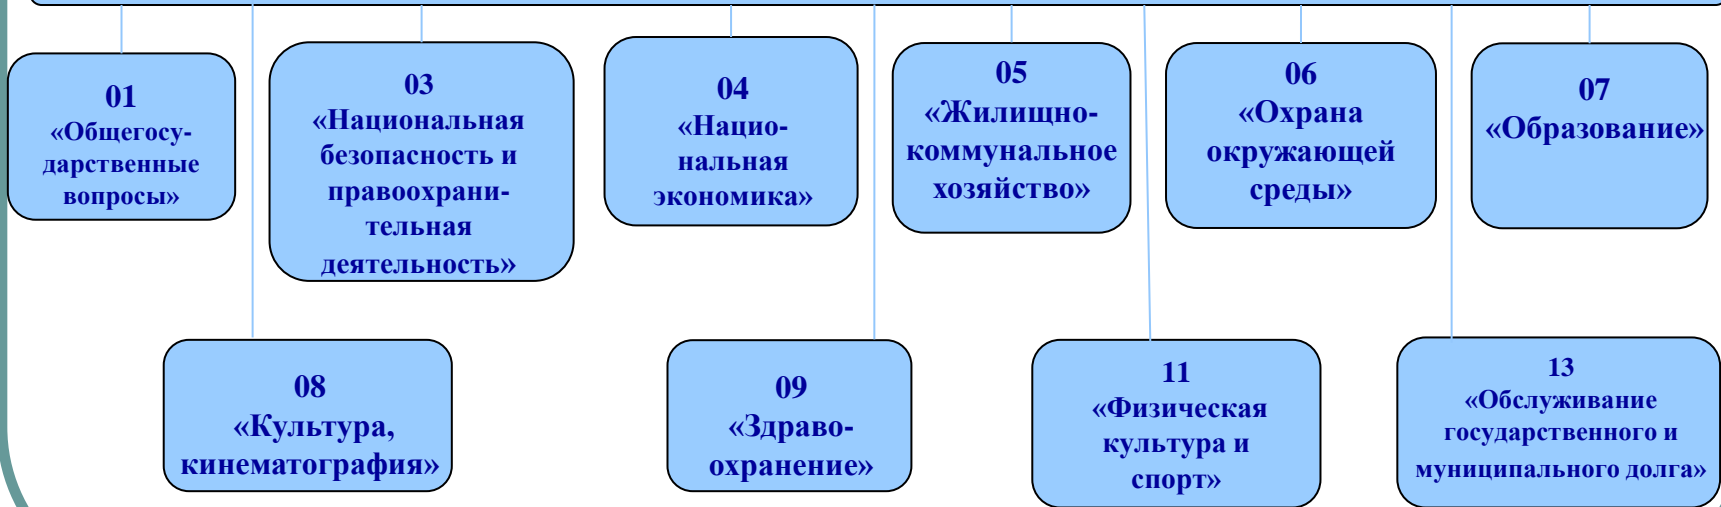 01
«Общегосу-
дарственные
вопросы»
03
«Национальная
безопасность и
правоохрани-
тельная
деятельность»
04
«Нацио-
нальная
экономика»
05
«Жилищно-
коммунальное
хозяйство»
06
«Охрана
окружающей
среды»
07
«Образование»
08
«Культура,
кинематография»
09
«Здраво-
охранение»
11
«Физическая
культура и
спорт»
13
«Обслуживание
государственного и
муниципального долга»